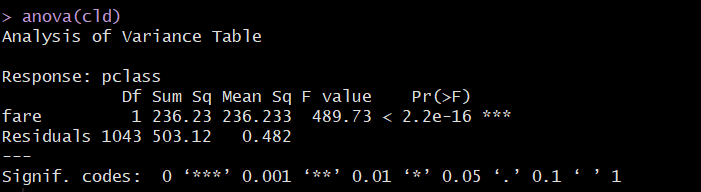 > anova(cld)
Analysis of Variance Table
Response: pclass
Df Sum Sq Mean Sq F value Pr(>F)
fare 1 236.23 236.233 489.73 < 2.2e-16 ***
Residuals 1043 503.12 0.482
---
Signif. codes: 0 ‘***’ 0.001 ‘**’ 0.01 ‘*’ 0.05 ‘.’ 0.1 ‘ ’ 1